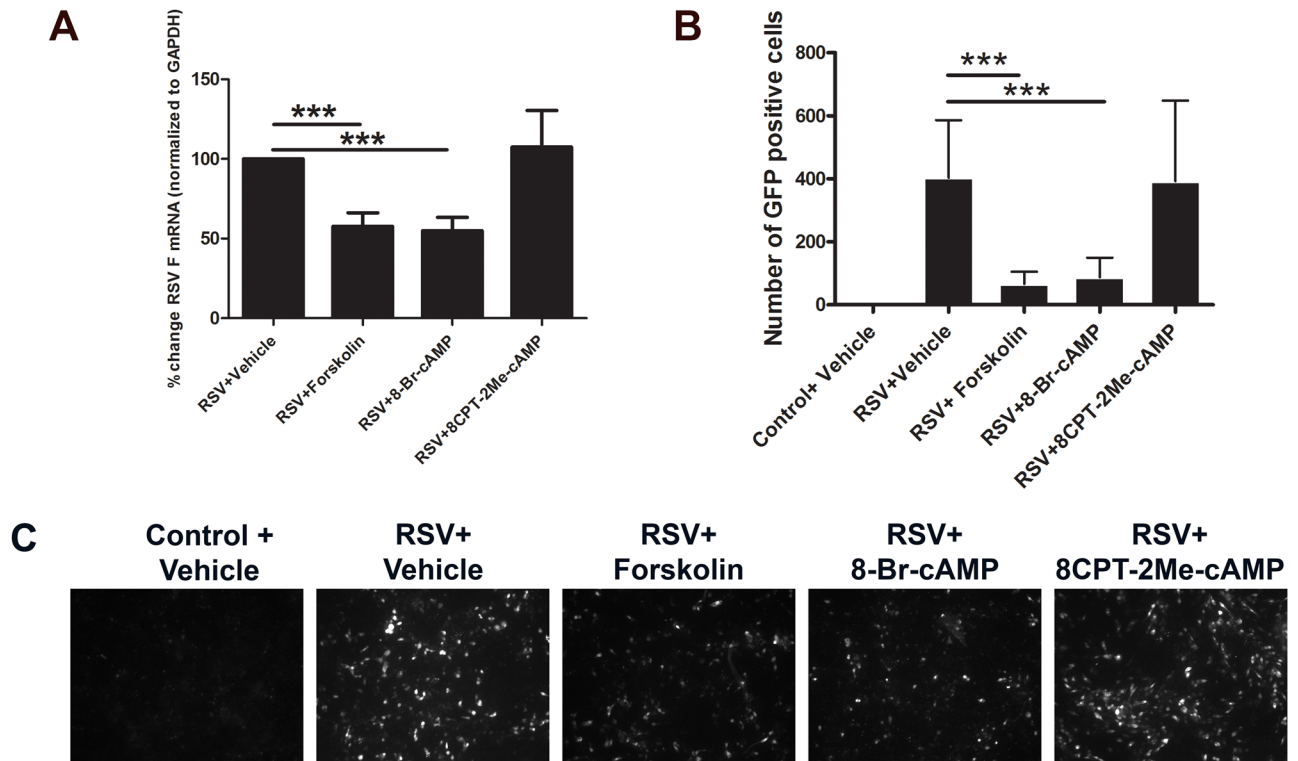 A
% change RSV F mRNA (normalized to GAPDH)
150
100
50
0
***
***
RSV+Vehicle
RSV+Forskolin
RSV+8-Br-cAMP
RSV+8CPT-2Me-cAMP
B
Number of GFP positive cells
800
600
400
200
0
***
***
Control+ Vehicle
RSV+Vehicle
RSV+ Forskolin
RSV+8-Br-cAMP
RSV+8CPT-2Me-cAMP
C
Control +
Vehicle
RSV+
Vehicle
RSV+
Forskolin
RSV+
8-Br-cAMP
RSV+
8CPT-2Me-cAMP